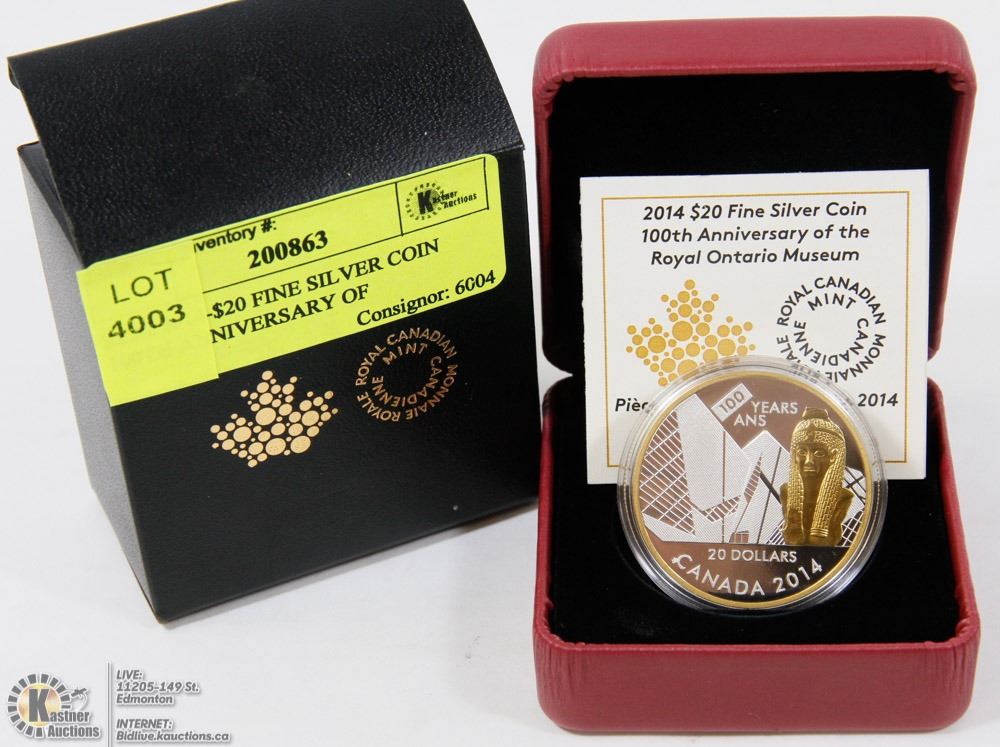 ventory #:
200863
Kastner
Auctions
LOT
4003
-$20 FINE SILVER COIN
NIVERSARY OF
Consignor: 6004
ROYAL CANADIAN MINT
MONNAIE ROYALE CANADIENNE
2014 $20 Fine Silver Coin
100th Anniversary of the
Royal Ontario Museum
ROYAL CANADIAN MINT
MONNAIE ROYALE CANADIENNE
2014
100 YEARS
ANS
20 DOLLARS
CANADA 2014
Kastner
Auctions
LIVE:
11205-149 St.
Edmonton
INTERNET:
Bidlive.kauctions.ca